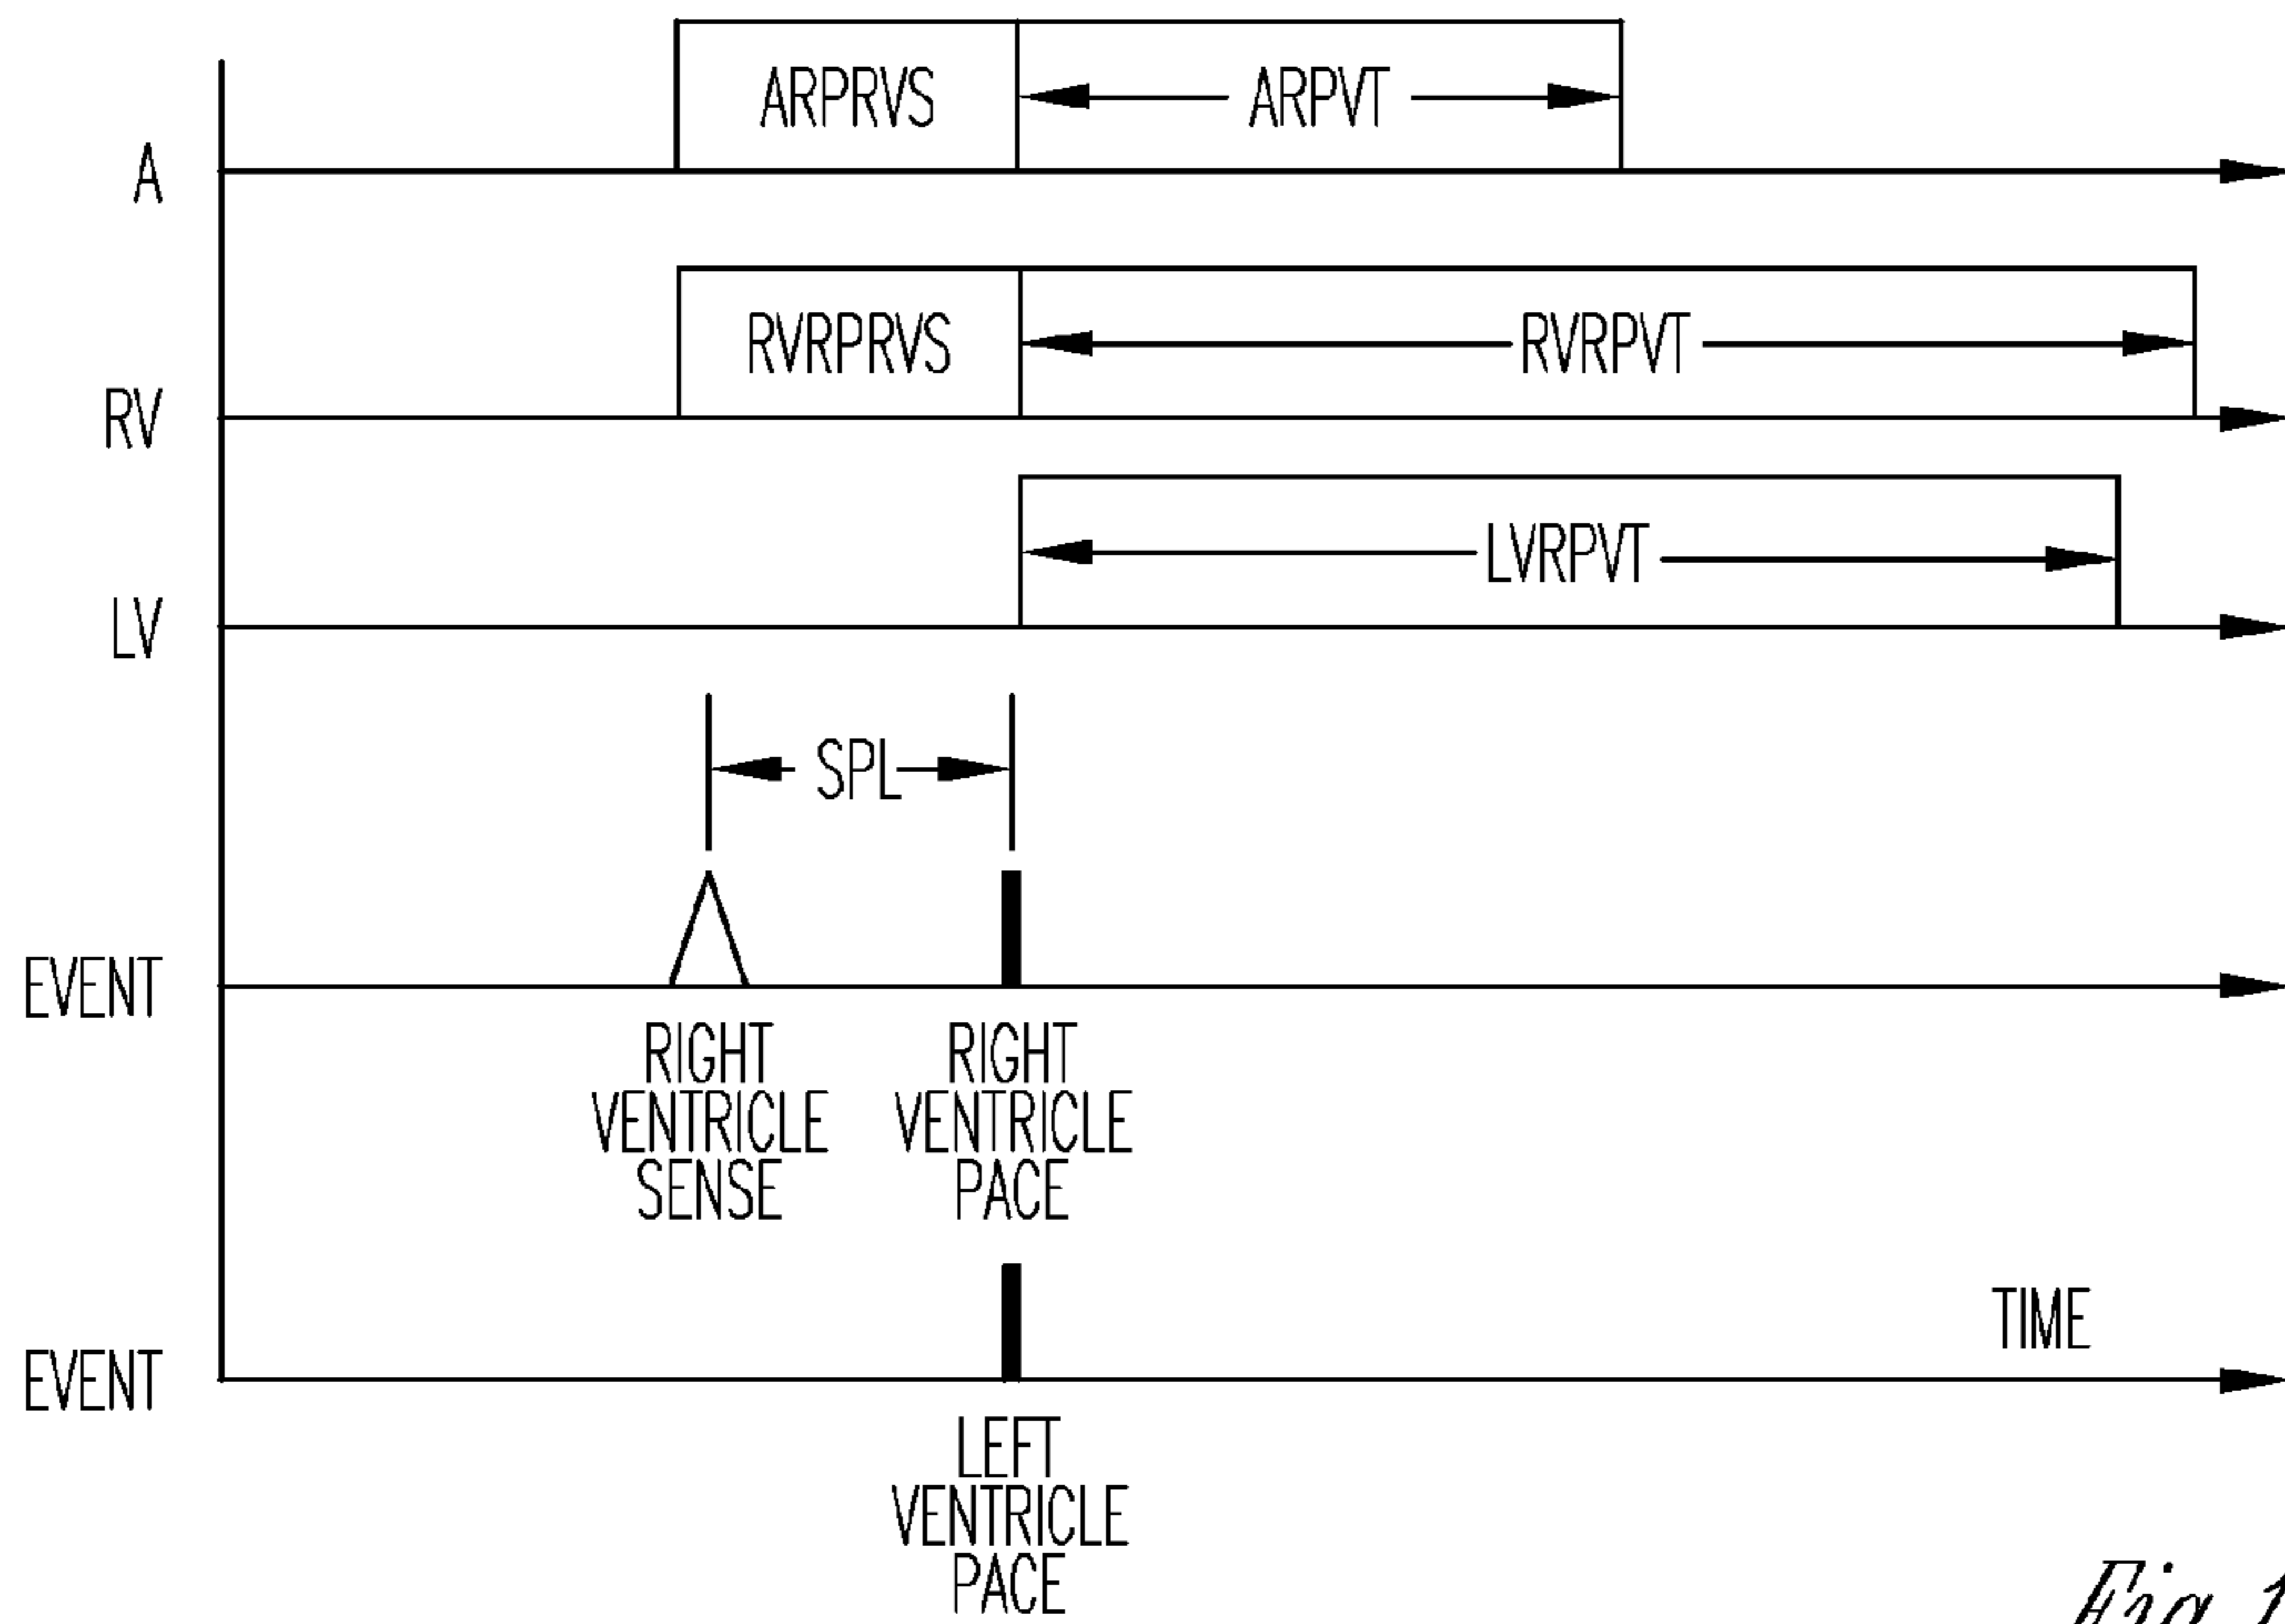 ARPRVS ARPVT
A
RVRPRVS RVRPVT
RV
LVRPVT
LV
SPL
EVENT
RIGHT
VENTRICLE
SENSE
RIGHT
VENTRICLE
PACE
TIME
EVENT
LEFT
VENTRICLE
PACE